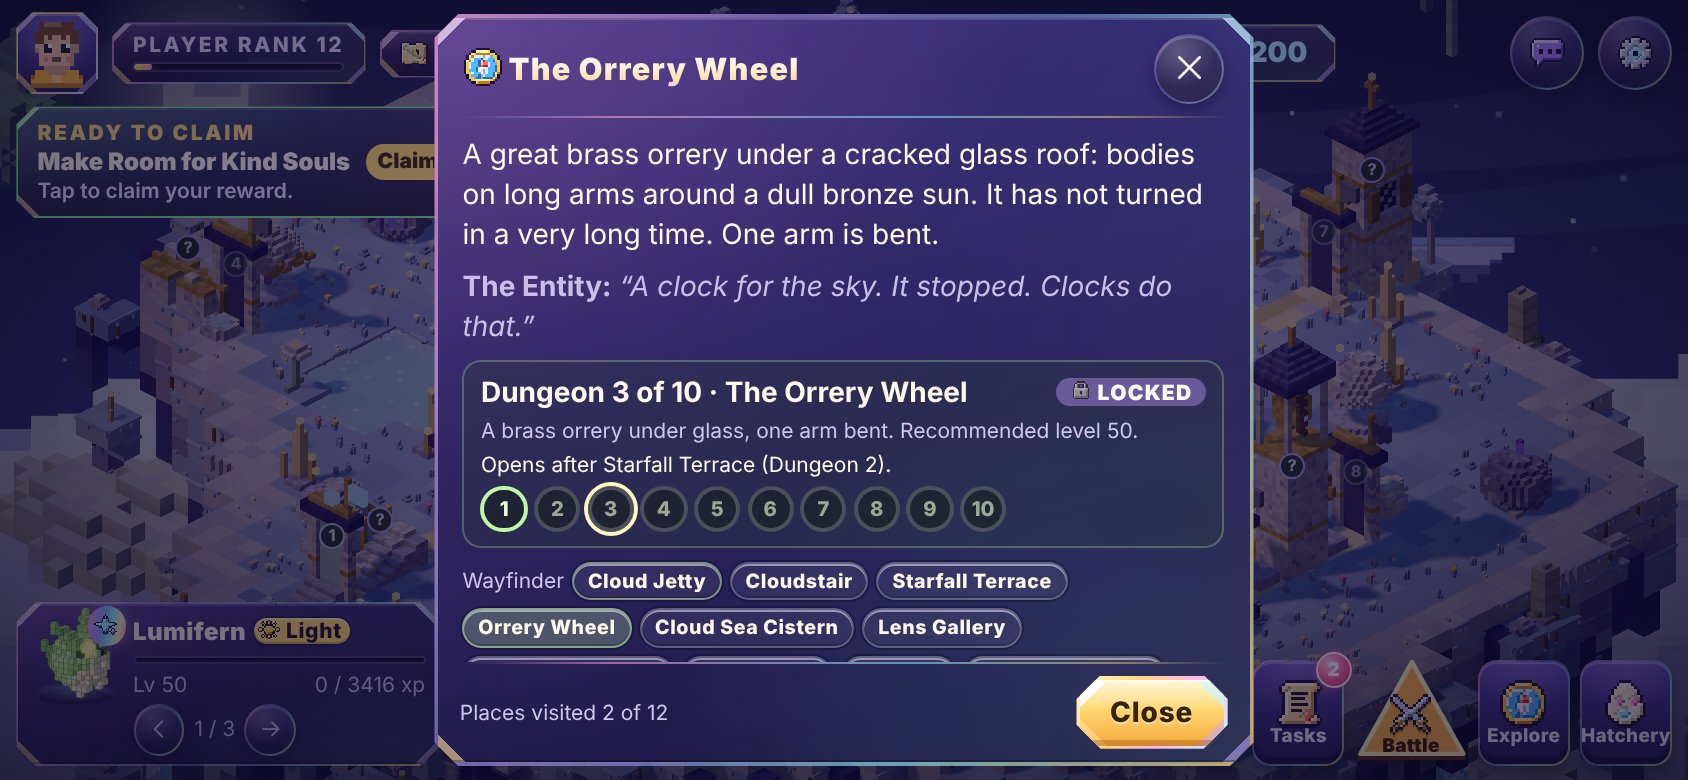 PLAYER RANK 12
200
READY TO CLAIM
Make Room for Kind Souls
Claim
Tap to claim your reward.
The Orrery Wheel
A great brass orrery under a cracked glass roof: bodies
on long arms around a dull bronze sun. It has not turned
in a very long time. One arm is bent.
The Entity: “A clock for the sky. It stopped. Clocks do
that.”
Dungeon 3 of 10 · The Orrery Wheel
LOCKED
A brass orrery under glass, one arm bent. Recommended level 50.
Opens after Starfall Terrace (Dungeon 2).
1 2 3 4 5 6 7 8 9 10
Wayfinder Cloud Jetty Cloudstair Starfall Terrace
Orrery Wheel Cloud Sea Cistern Lens Gallery
Places visited 2 of 12
Close
? 4
? 1
? 7
? 8
Lumifern Light
Lv 50 0 / 3416 xp
1 / 3
2
Tasks
Battle
Explore
Hatchery